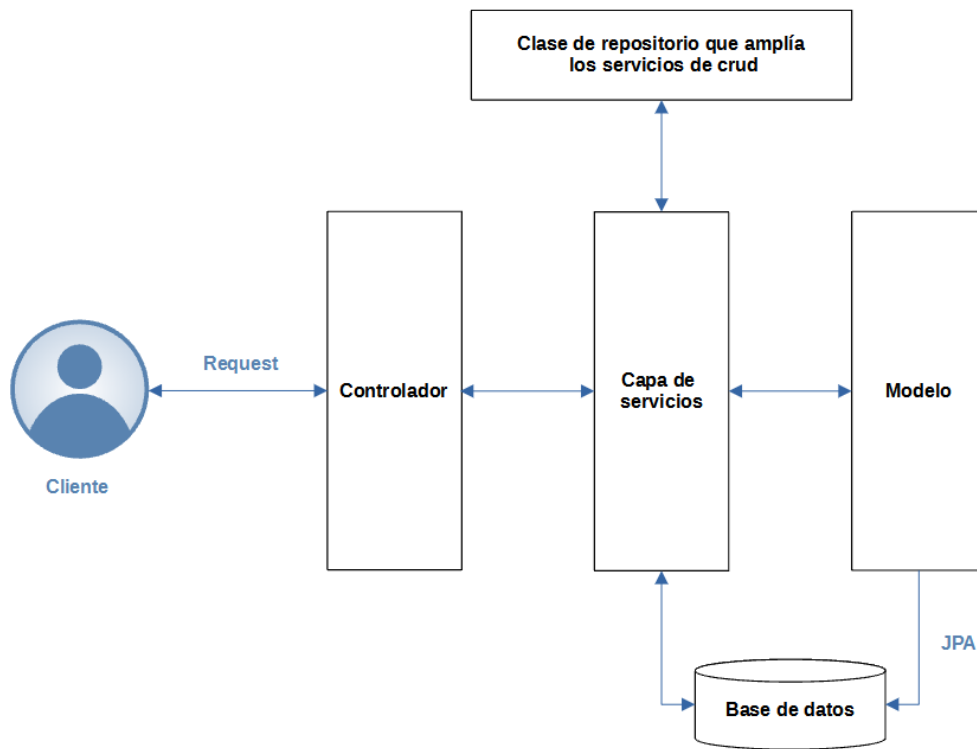 Clase de repositorio que amplía
los servicios de crud
Request
Controlador
Capa de
servicios
Modelo
Cliente
JPA
Base de datos